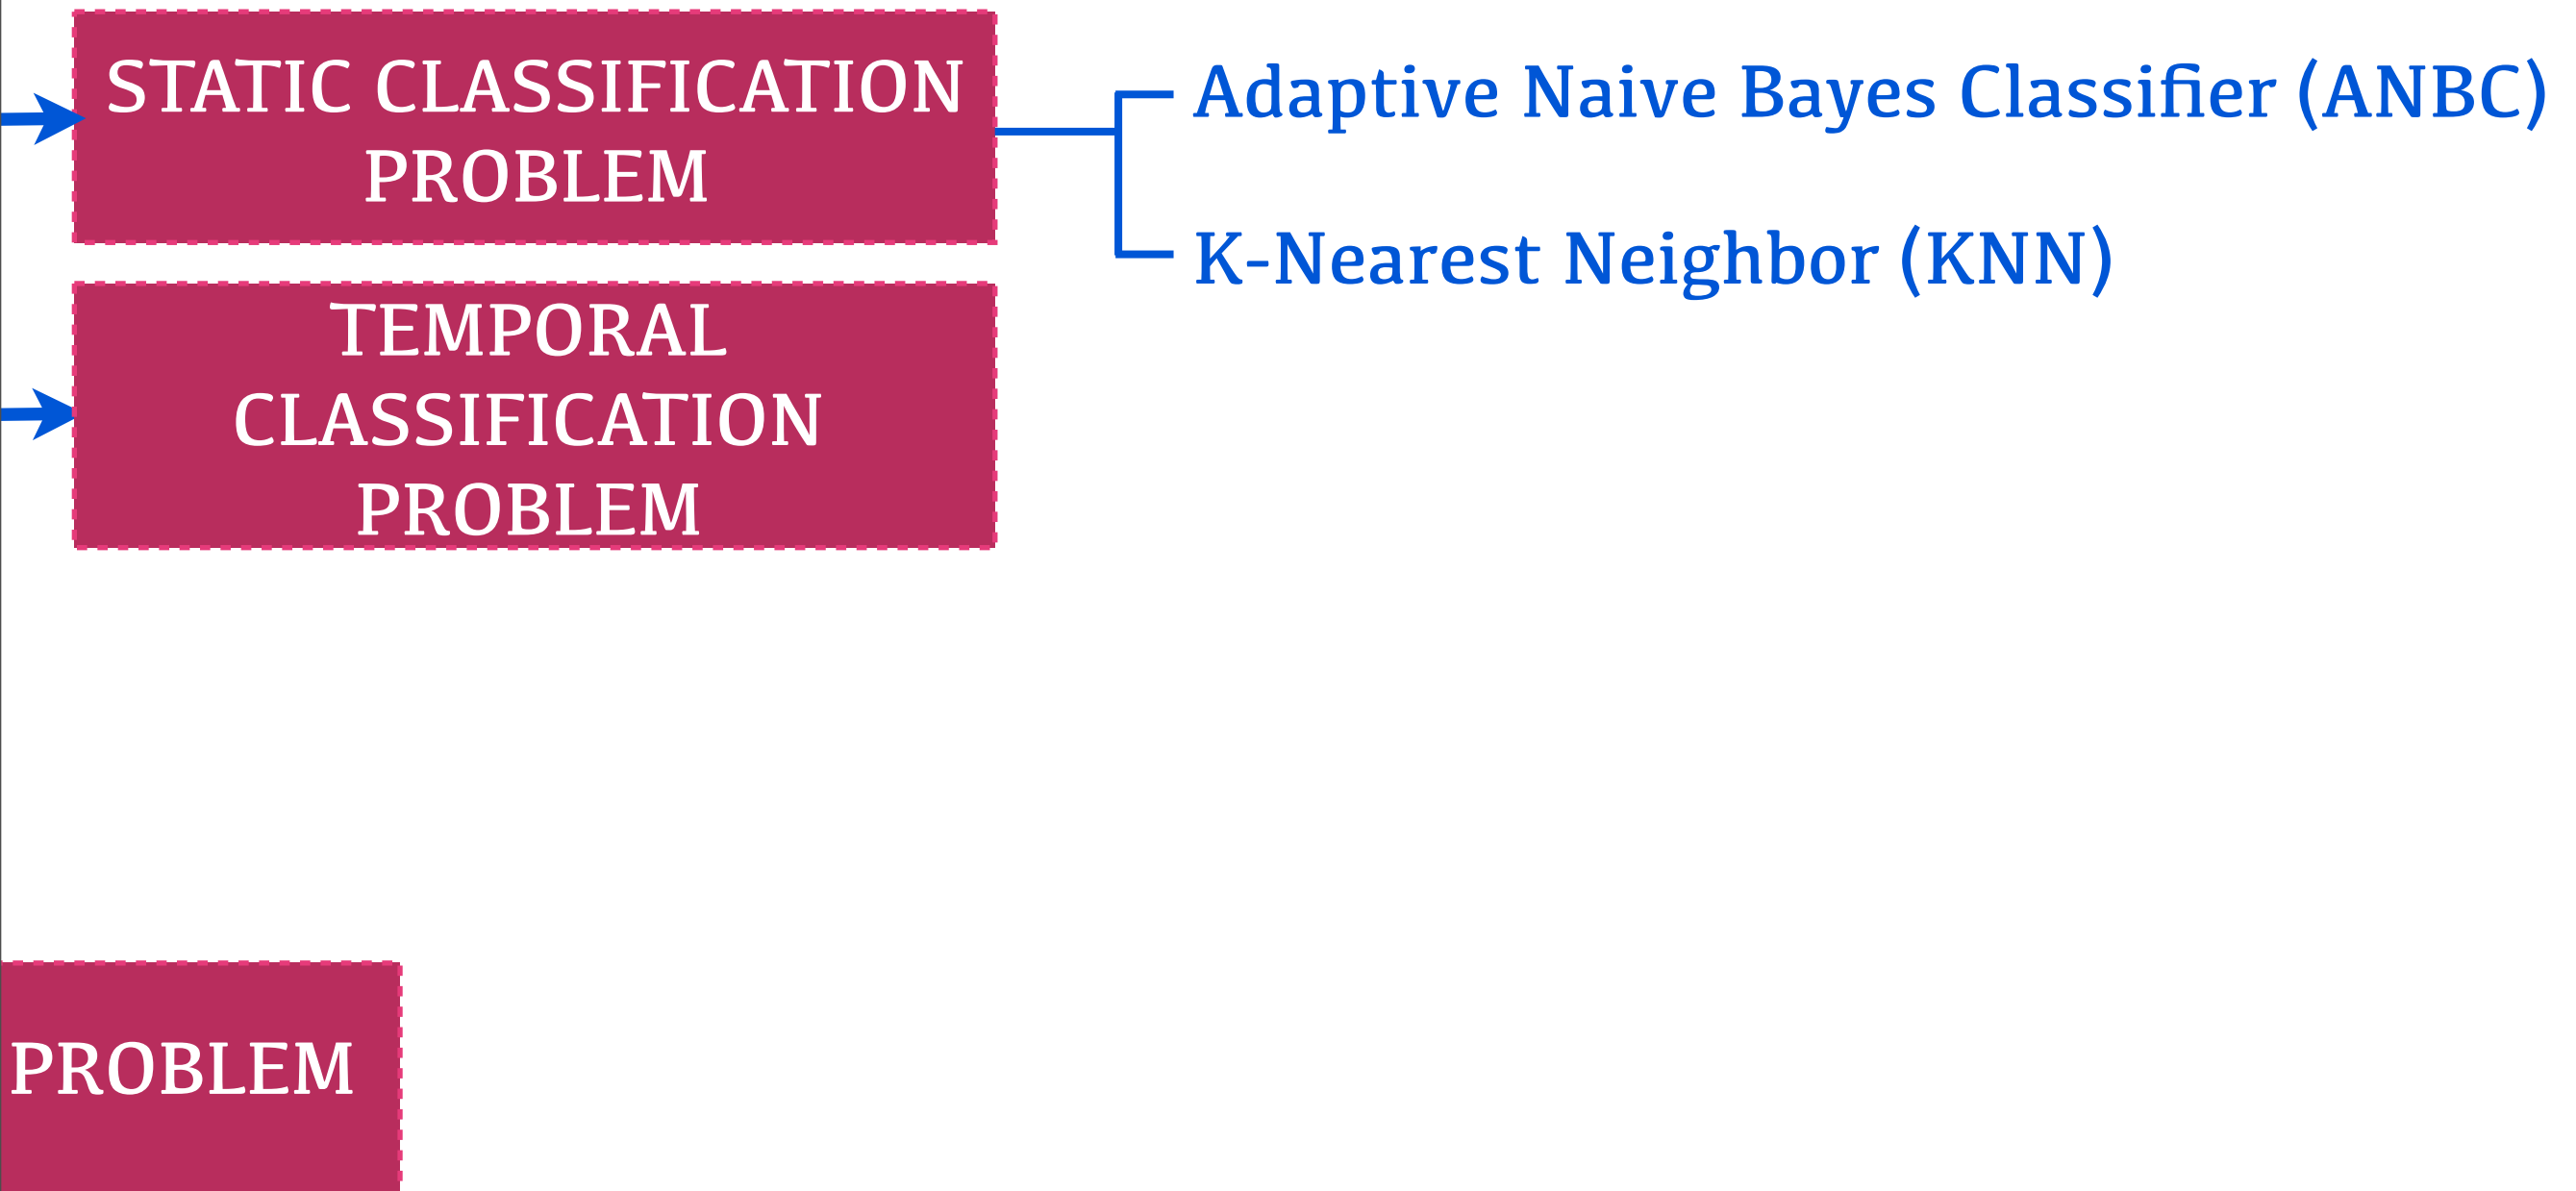 STATIC CLASSIFICATION
PROBLEM
Adaptive Naive Bayes Classifier (ANBC)
K-Nearest Neighbor (KNN)
TEMPORAL
CLASSIFICATION
PROBLEM
PROBLEM